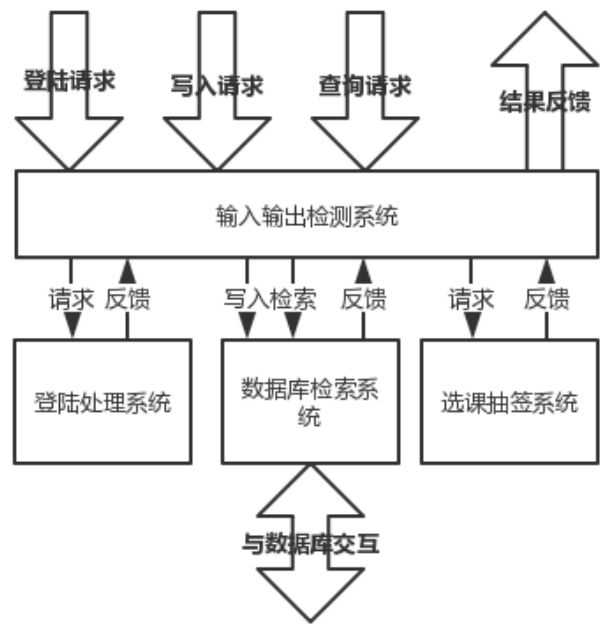 登陆请求
写入请求
查询请求
结果反馈
输入输出检测系统
请求
反馈
写入检索
反馈
请求
反馈
登陆处理系统
数据库检索系
统
选课抽签系统
与数据库交互